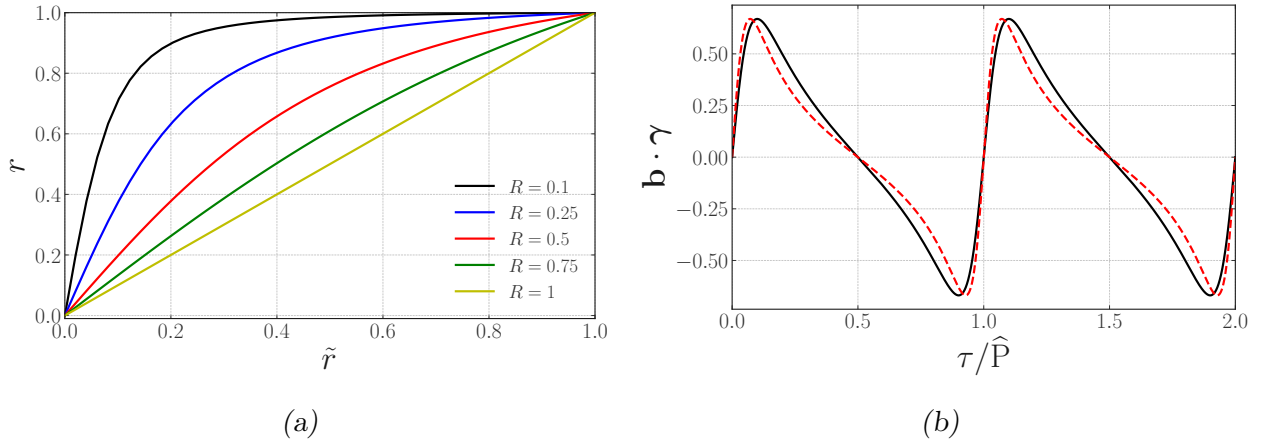 1.0
0.8
0.6
0.4
0.2
0.0
r
0.0 0.2 0.4 0.6 0.8 1.0
r̃
R = 0.1
R = 0.25
R = 0.5
R = 0.75
R = 1
(a)
0.50
0.25
0.00
−0.25
−0.50
b · γ
0.0 0.5 1.0 1.5 2.0
τ/P̂
(b)